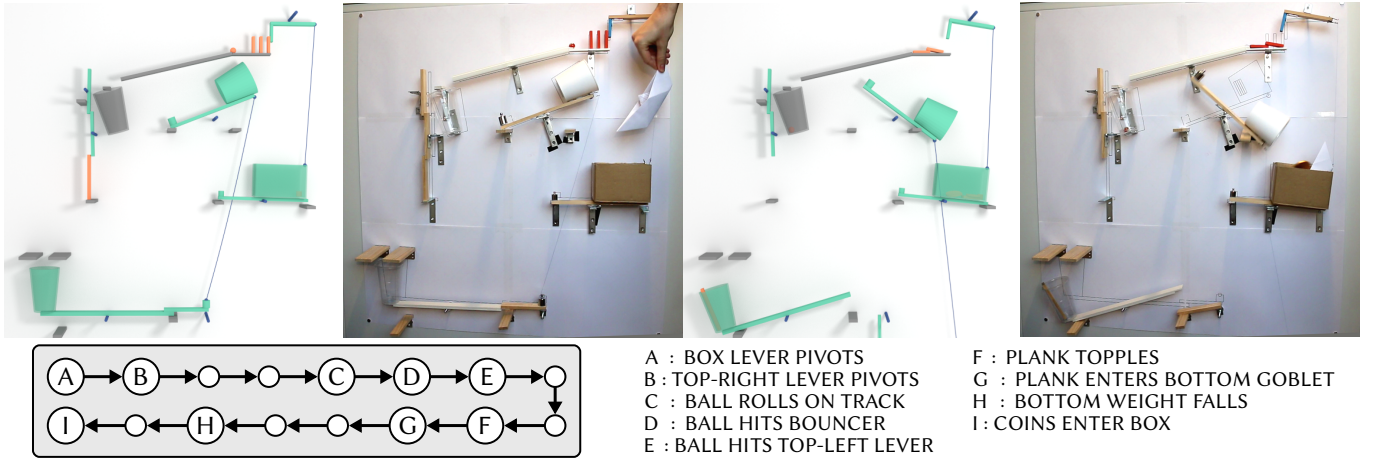 A B C D E
I H G F
A : BOX LEVER PIVOTS
B : TOP-RIGHT LEVER PIVOTS
C : BALL ROLLS ON TRACK
D : BALL HITS BOUNCER
E : BALL HITS TOP-LEFT LEVER
F : PLANK TOPPLES
G : PLANK ENTERS BOTTOM GOBLET
H : BOTTOM WEIGHT FALLS
I : COINS ENTER BOX